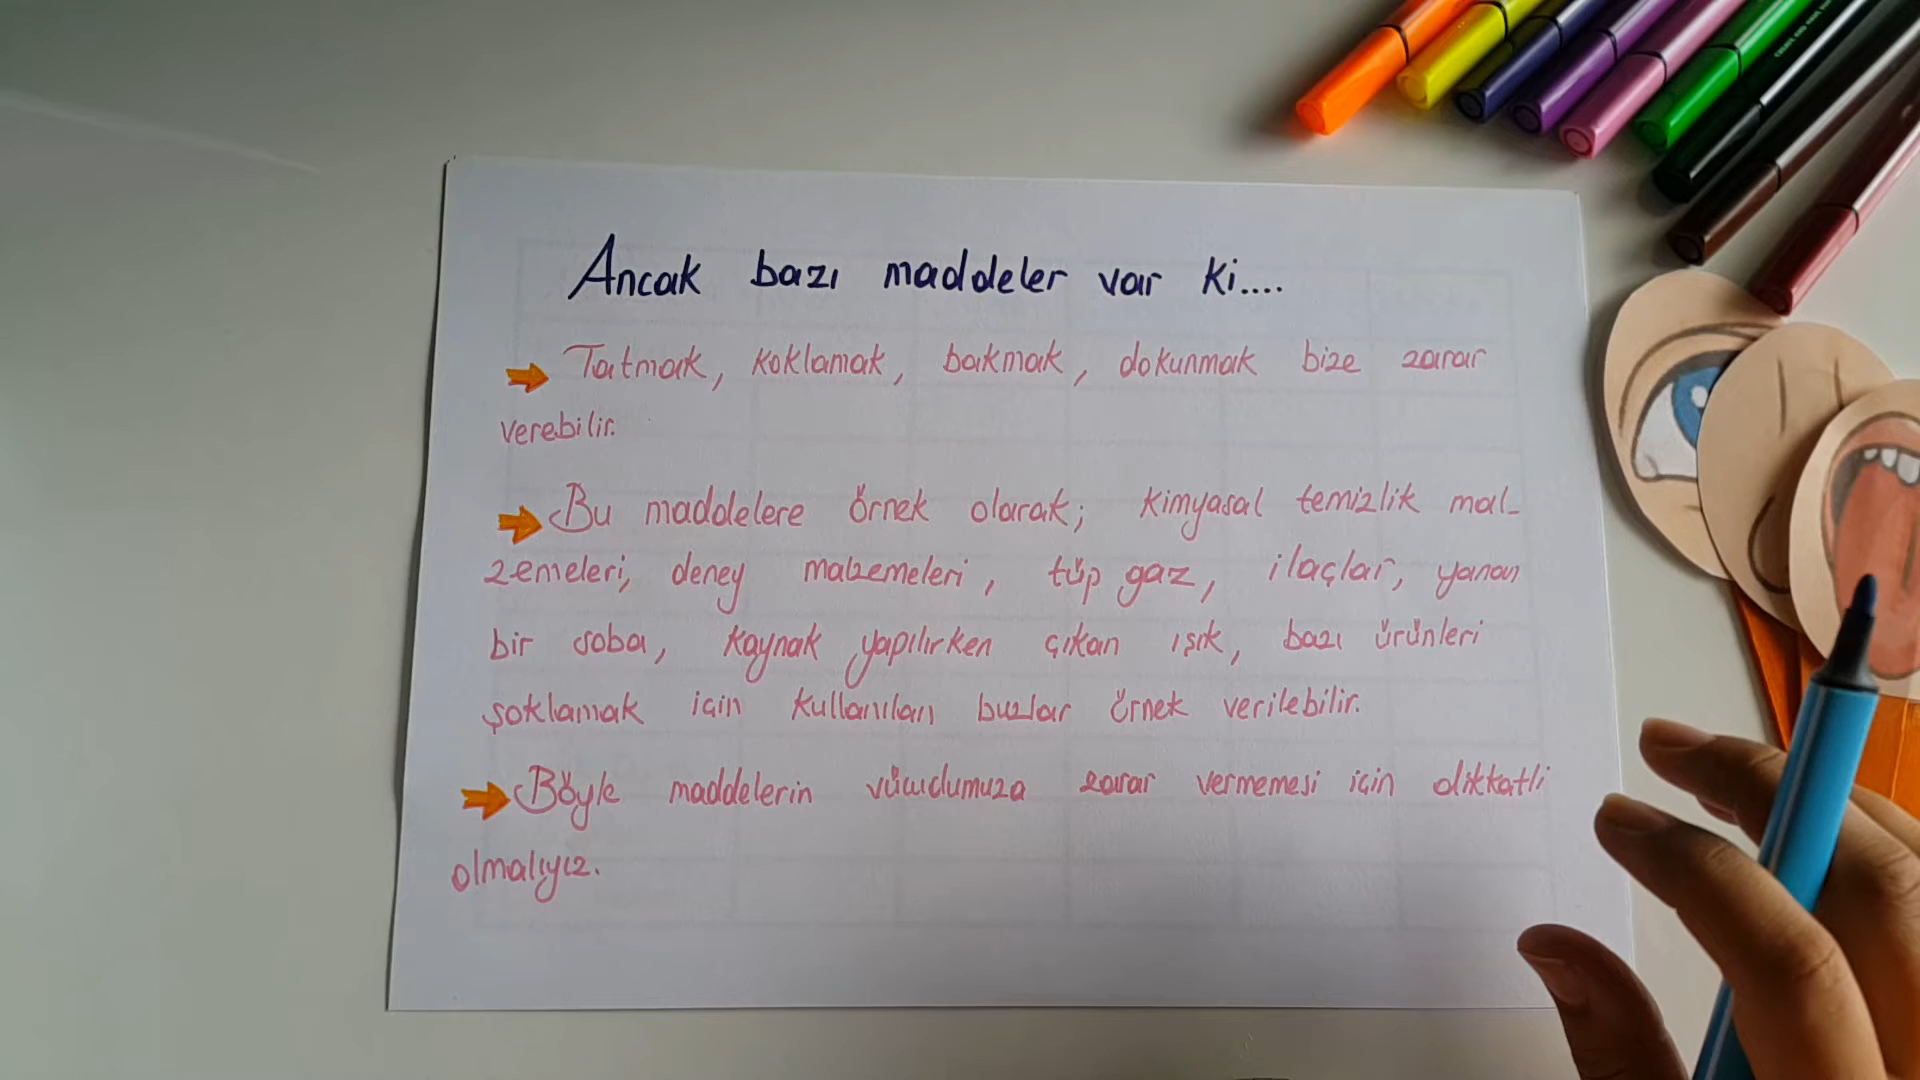 Ancak bazı maddeler var ki....
Tatmak, koklamak, bakmak, dokunmak bize zarar
verebilir.
Bu maddelere örnek olarak; kimyasal temizlik mal-
zemeleri, deney malzemeleri, tüp gaz, ilaçlar, yanan
bir soba, kaynak yapılırken çıkan ışık, bazı ürünleri
şoklamak için kullanılan buzlar örnek verilebilir.
Böyle maddelerin vücudumuza zarar vermemesi için dikkatli
olmalıyız.